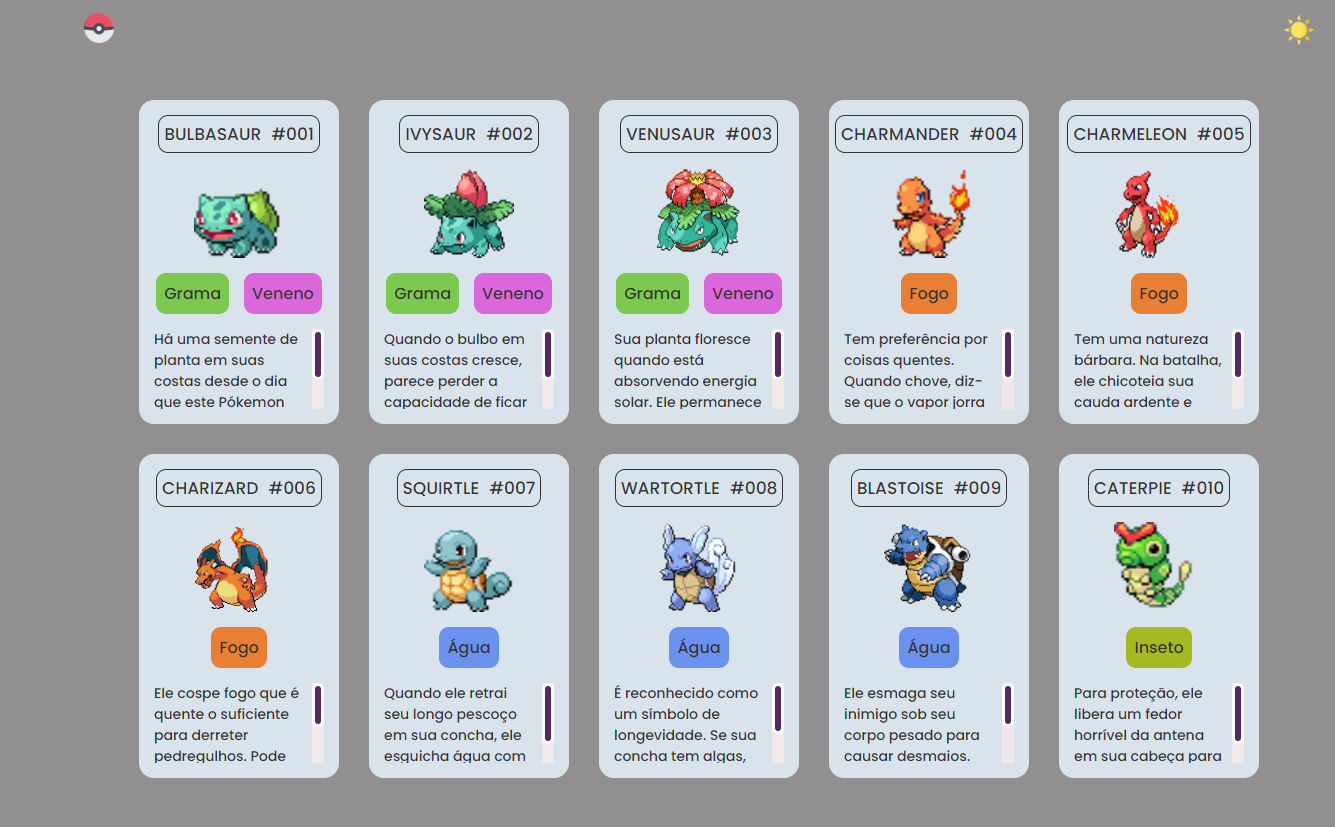 BULBASAUR #001
Grama Veneno
Há uma semente de
planta em suas
costas desde o dia
que este Pókemon
IVYSAUR #002
Grama Veneno
Quando o bulbo em
suas costas cresce,
parece perder a
capacidade de ficar
VENUSAUR #003
Grama Veneno
Sua planta floresce
quando está
absorvendo energia
solar. Ele permanece
CHARMANDER #004
Fogo
Tem preferência por
coisas quentes.
Quando chove, diz-
se que o vapor jorra
CHARMELEON #005
Fogo
Tem uma natureza
bárbara. Na batalha,
ele chicoteia sua
cauda ardente e
CHARIZARD #006
Fogo
Ele cospe fogo que é
quente o suficiente
para derreter
pedregulhos. Pode
SQUIRTLE #007
Água
Quando ele retrai
seu longo pescoço
em sua concha, ele
esguicha água com
WARTORTLE #008
Água
É reconhecido como
um símbolo de
longevidade. Se sua
concha tem algas,
BLASTOISE #009
Água
Ele esmaga seu
inimigo sob seu
corpo pesado para
causar desmaios.
CATERPIE #010
Inseto
Para proteção, ele
libera um fedor
horrível da antena
em sua cabeça para